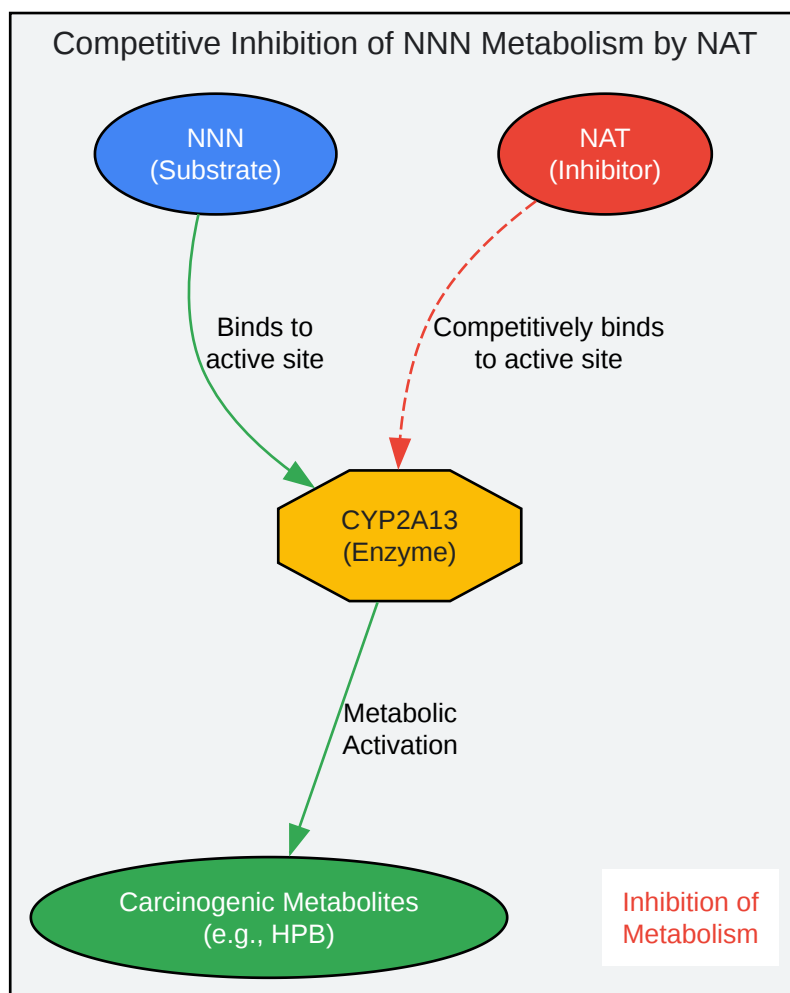 Competitive Inhibition of NNN Metabolism by NAT
NNN
(Substrate)
NAT
(Inhibitor)
Binds to
active site
Competitively binds
to active site
CYP2A13
(Enzyme)
Metabolic
Activation
Carcinogenic Metabolites
(e.g., HPB)
Inhibition of
Metabolism